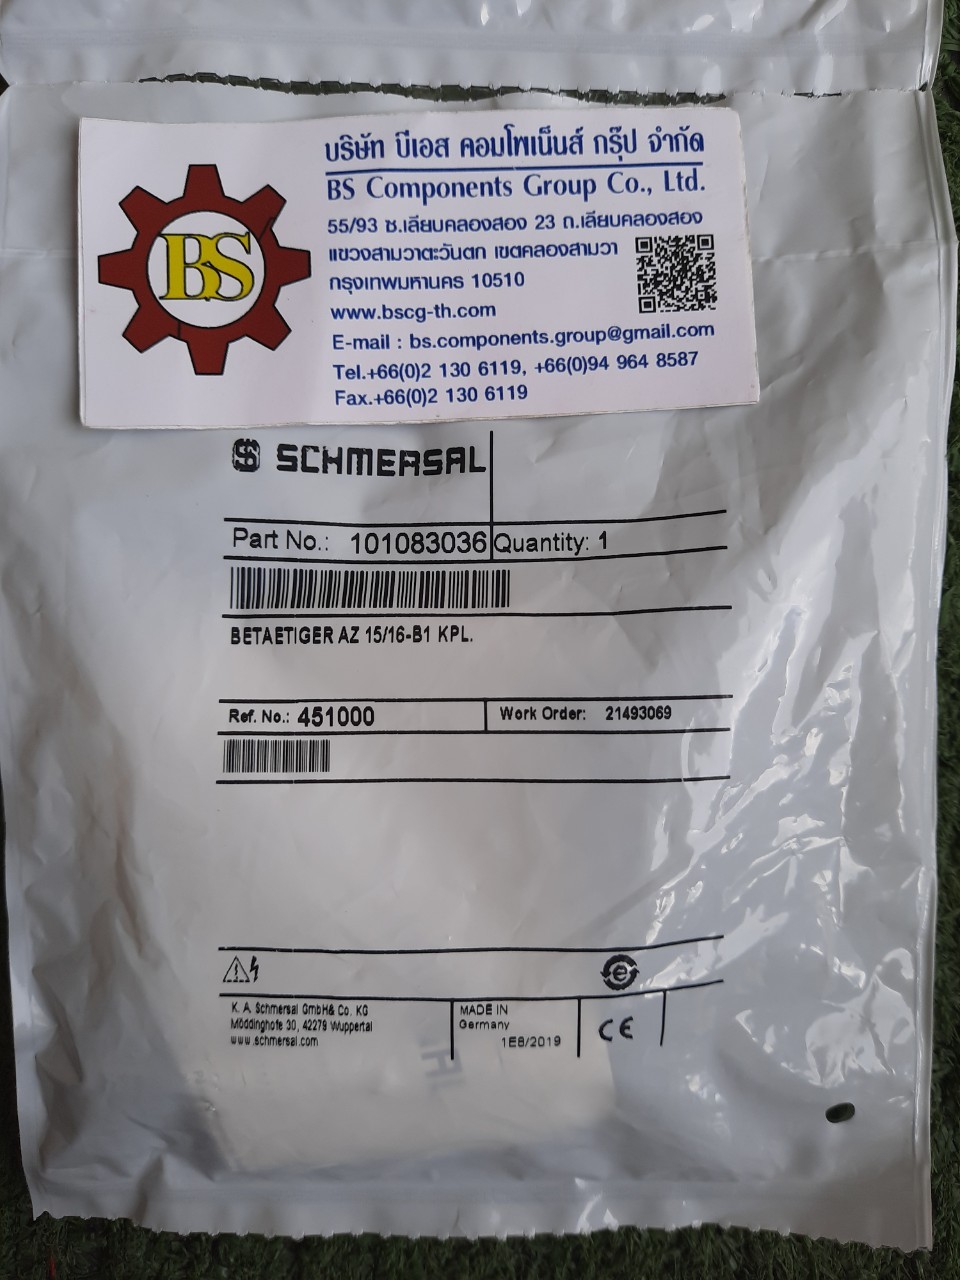 บริษัท บีเอส คอมโพเน็นส์ กรุ๊ป จำกัด
BS Components Group Co., Ltd.
55/93 ซ.เลียบคลองสอง 23 ถ.เลียบคลองสอง
แขวงสามวาตะวันตก เขตคลองสามวา
กรุงเทพมหานคร 10510
www.bscg-th.com
E-mail : bs.components.group@gmail.com
Tel.+66(0)2 130 6119, +66(0)94 964 8587
Fax.+66(0)2 130 6119
BS
SCHMERSAL
Part No.: 101083036 Quantity: 1
BETAETIGER AZ 15/16-B1 KPL.
Ref. No.: 451000 Work Order: 21493069
e
K. A. Schmersal GmbH& Co. KG
Möddinghofe 30, 42279 Wuppertal
www.schmersal.com
MADE IN
Germany
1E8/2019
CE